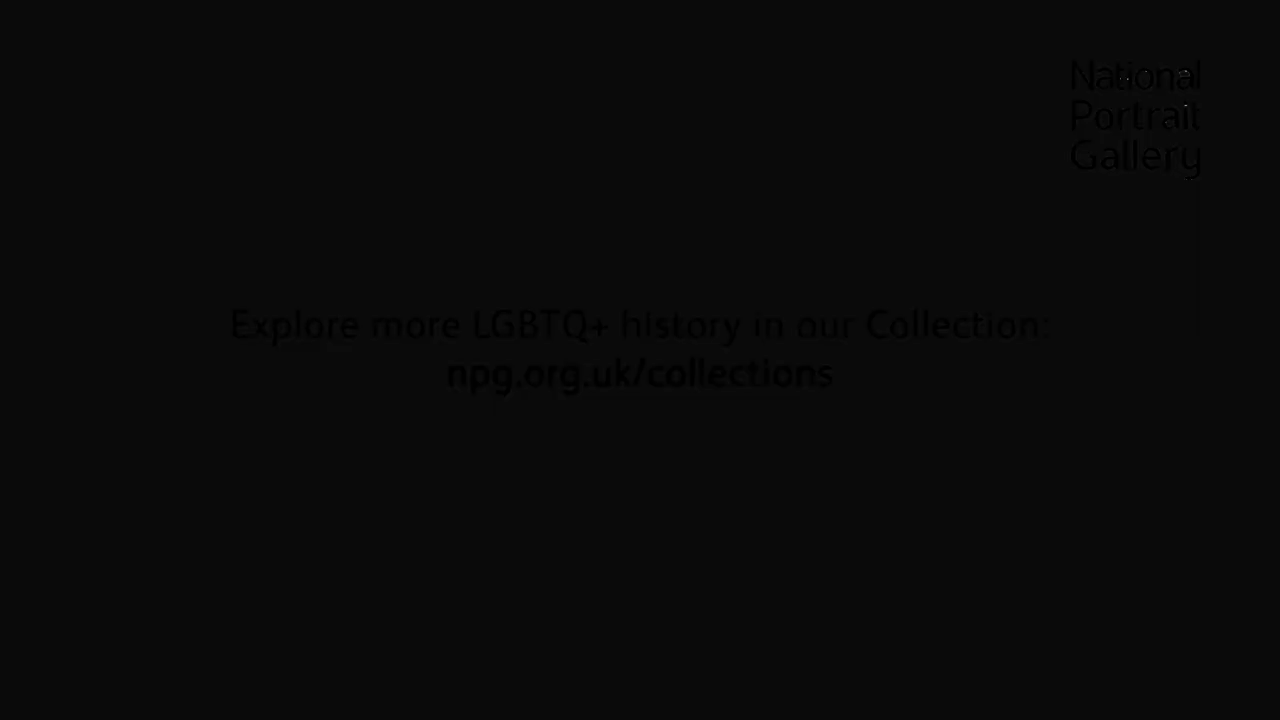 National
Portrait
Gallery
Explore more LGBTQ+ history in our Collection:
npg.org.uk/collections